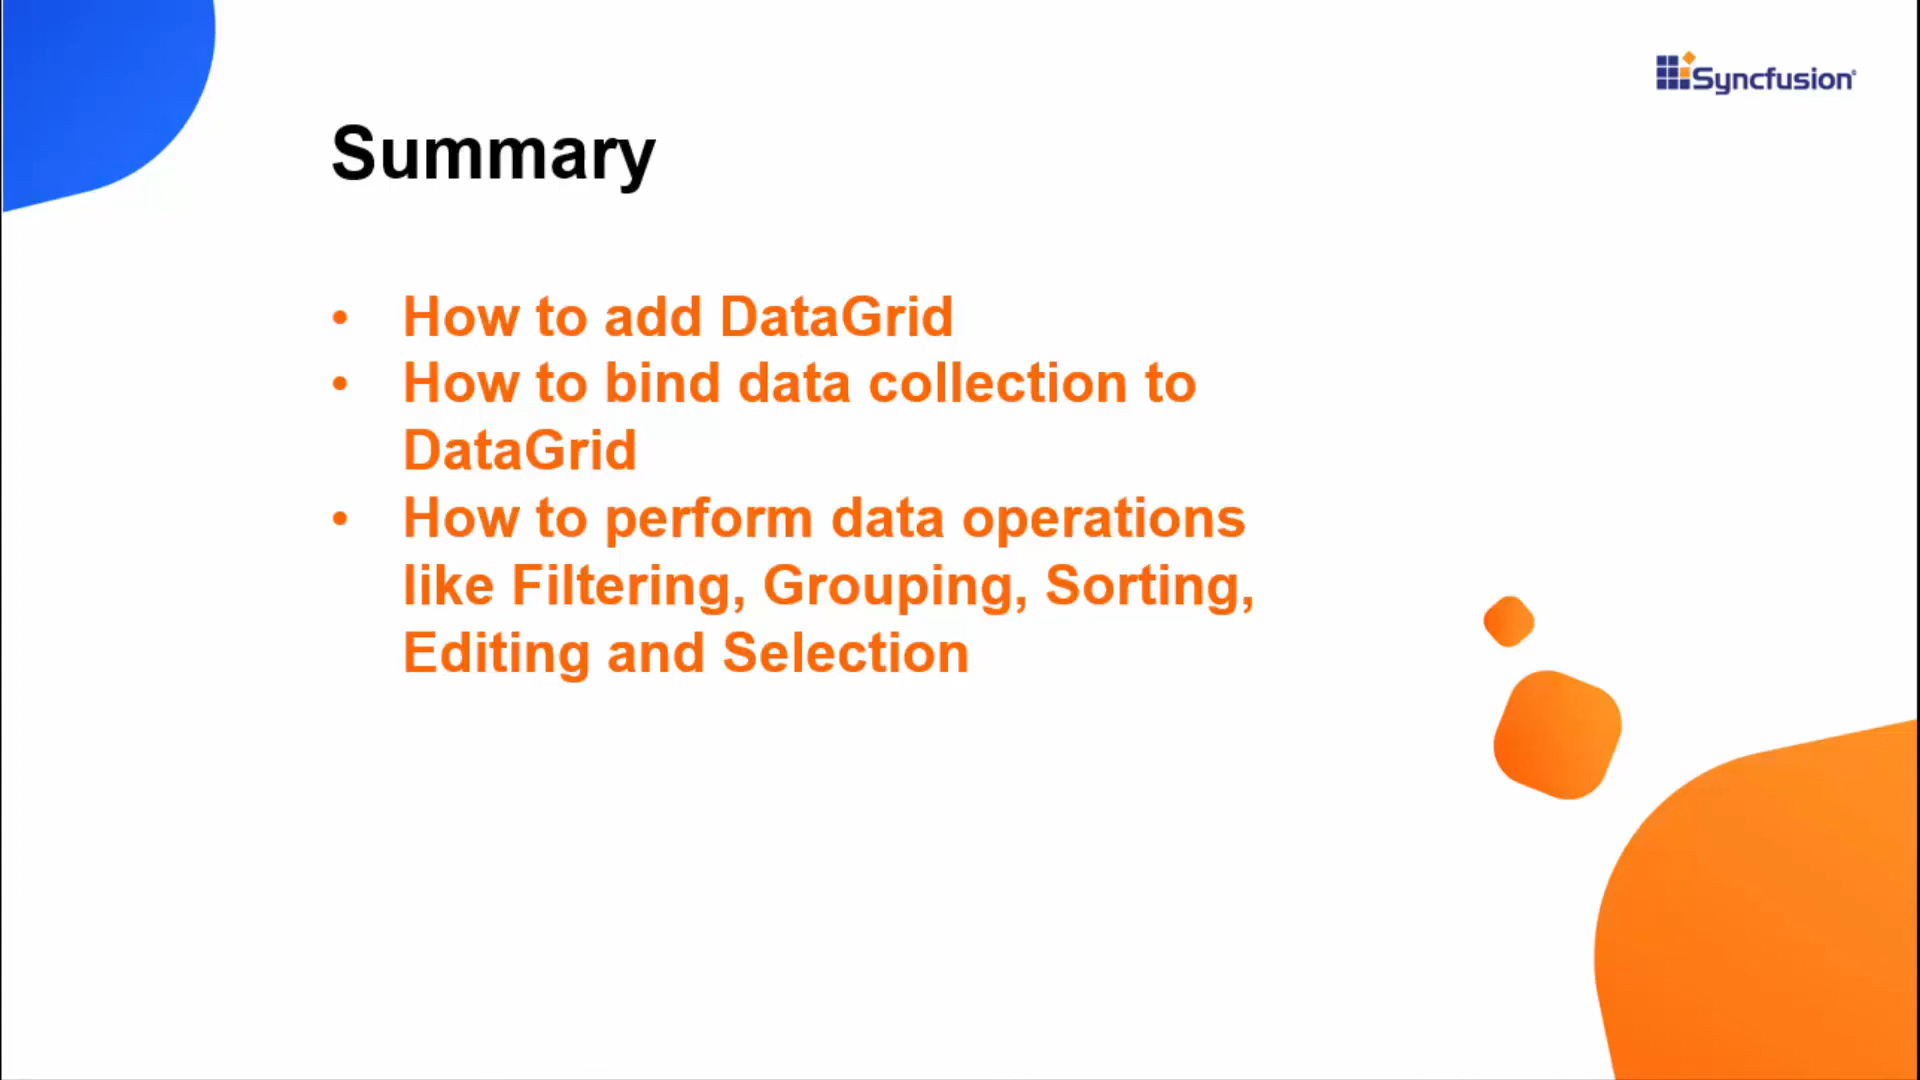 Syncfusion®
Summary
• How to add DataGrid
• How to bind data collection to
DataGrid
• How to perform data operations
like Filtering, Grouping, Sorting,
Editing and Selection